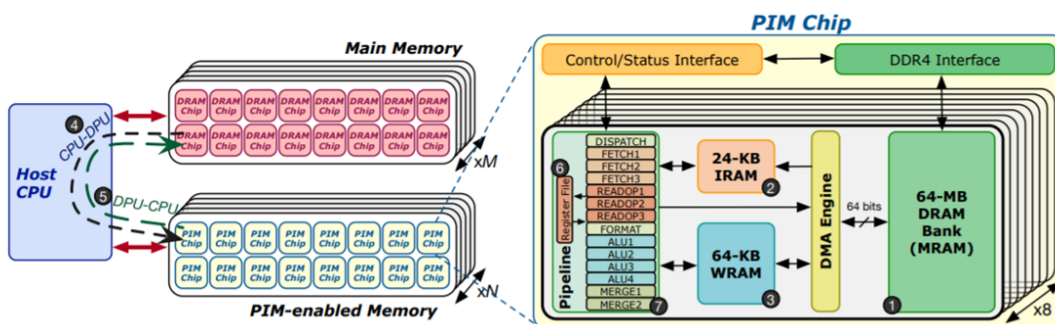 Main Memory
DRAM Chip DRAM Chip DRAM Chip DRAM Chip DRAM Chip DRAM Chip DRAM Chip DRAM Chip
DRAM Chip DRAM Chip DRAM Chip DRAM Chip DRAM Chip DRAM Chip DRAM Chip DRAM Chip
xM
Host
CPU
4
CPU-DPU
5
DPU-CPU
PIM Chip PIM Chip PIM Chip PIM Chip PIM Chip PIM Chip PIM Chip PIM Chip
PIM Chip PIM Chip PIM Chip PIM Chip PIM Chip PIM Chip PIM Chip PIM Chip
xN
PIM-enabled Memory
PIM Chip
Control/Status Interface
DDR4 Interface
Pipeline
6
Register File
DISPATCH
FETCH1
FETCH2
FETCH3
READOP1
READOP2
READOP3
FORMAT
ALU1
ALU2
ALU3
ALU4
MERGE1
MERGE2
7
24-KB
IRAM
2
64-KB
WRAM
3
DMA Engine
64 bits
64-MB
DRAM
Bank
(MRAM)
1
x8